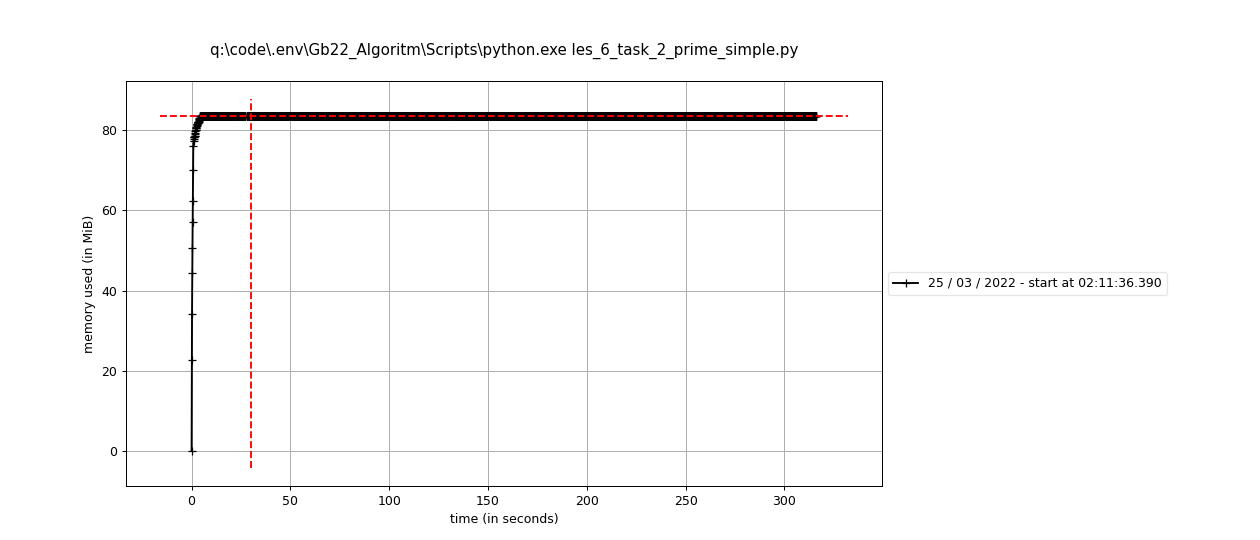 q:\code\.env\Gb22_Algoritm\Scripts\python.exe les_6_task_2_prime_simple.py
memory used (in MiB)
80
60
40
20
0
0 50 100 150 200 250 300
time (in seconds)
25 / 03 / 2022 - start at 02:11:36.390